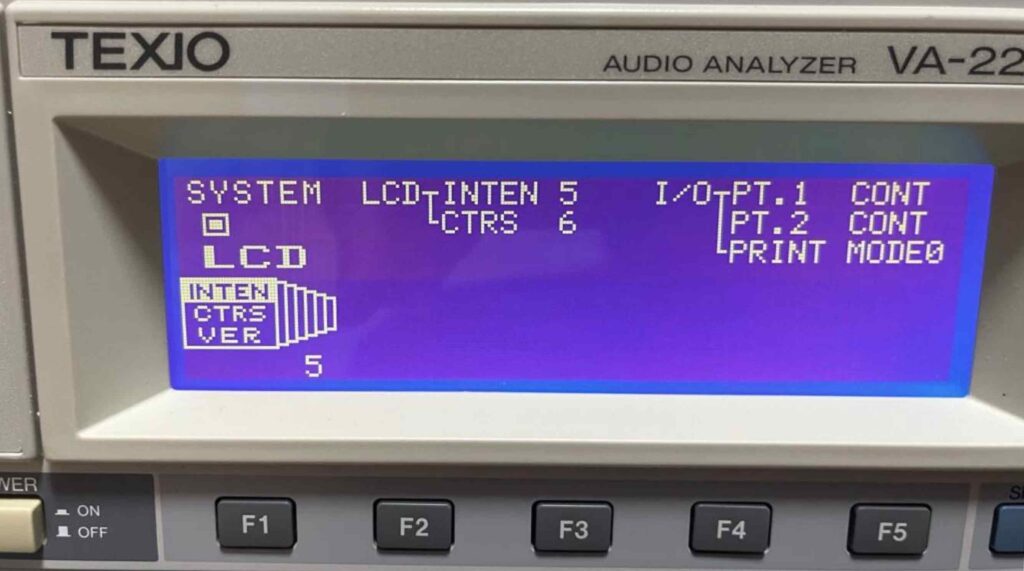 TEXIO
AUDIO ANALYZER VA-22
SYSTEM LCD INTEN 5 I/O PT.1 CONT
CTRS 6 PT.2 CONT
LCD PRINT MODE0
INTEN
CTRS
VER
5
WER
ON
OFF
F1 F2 F3 F4 F5